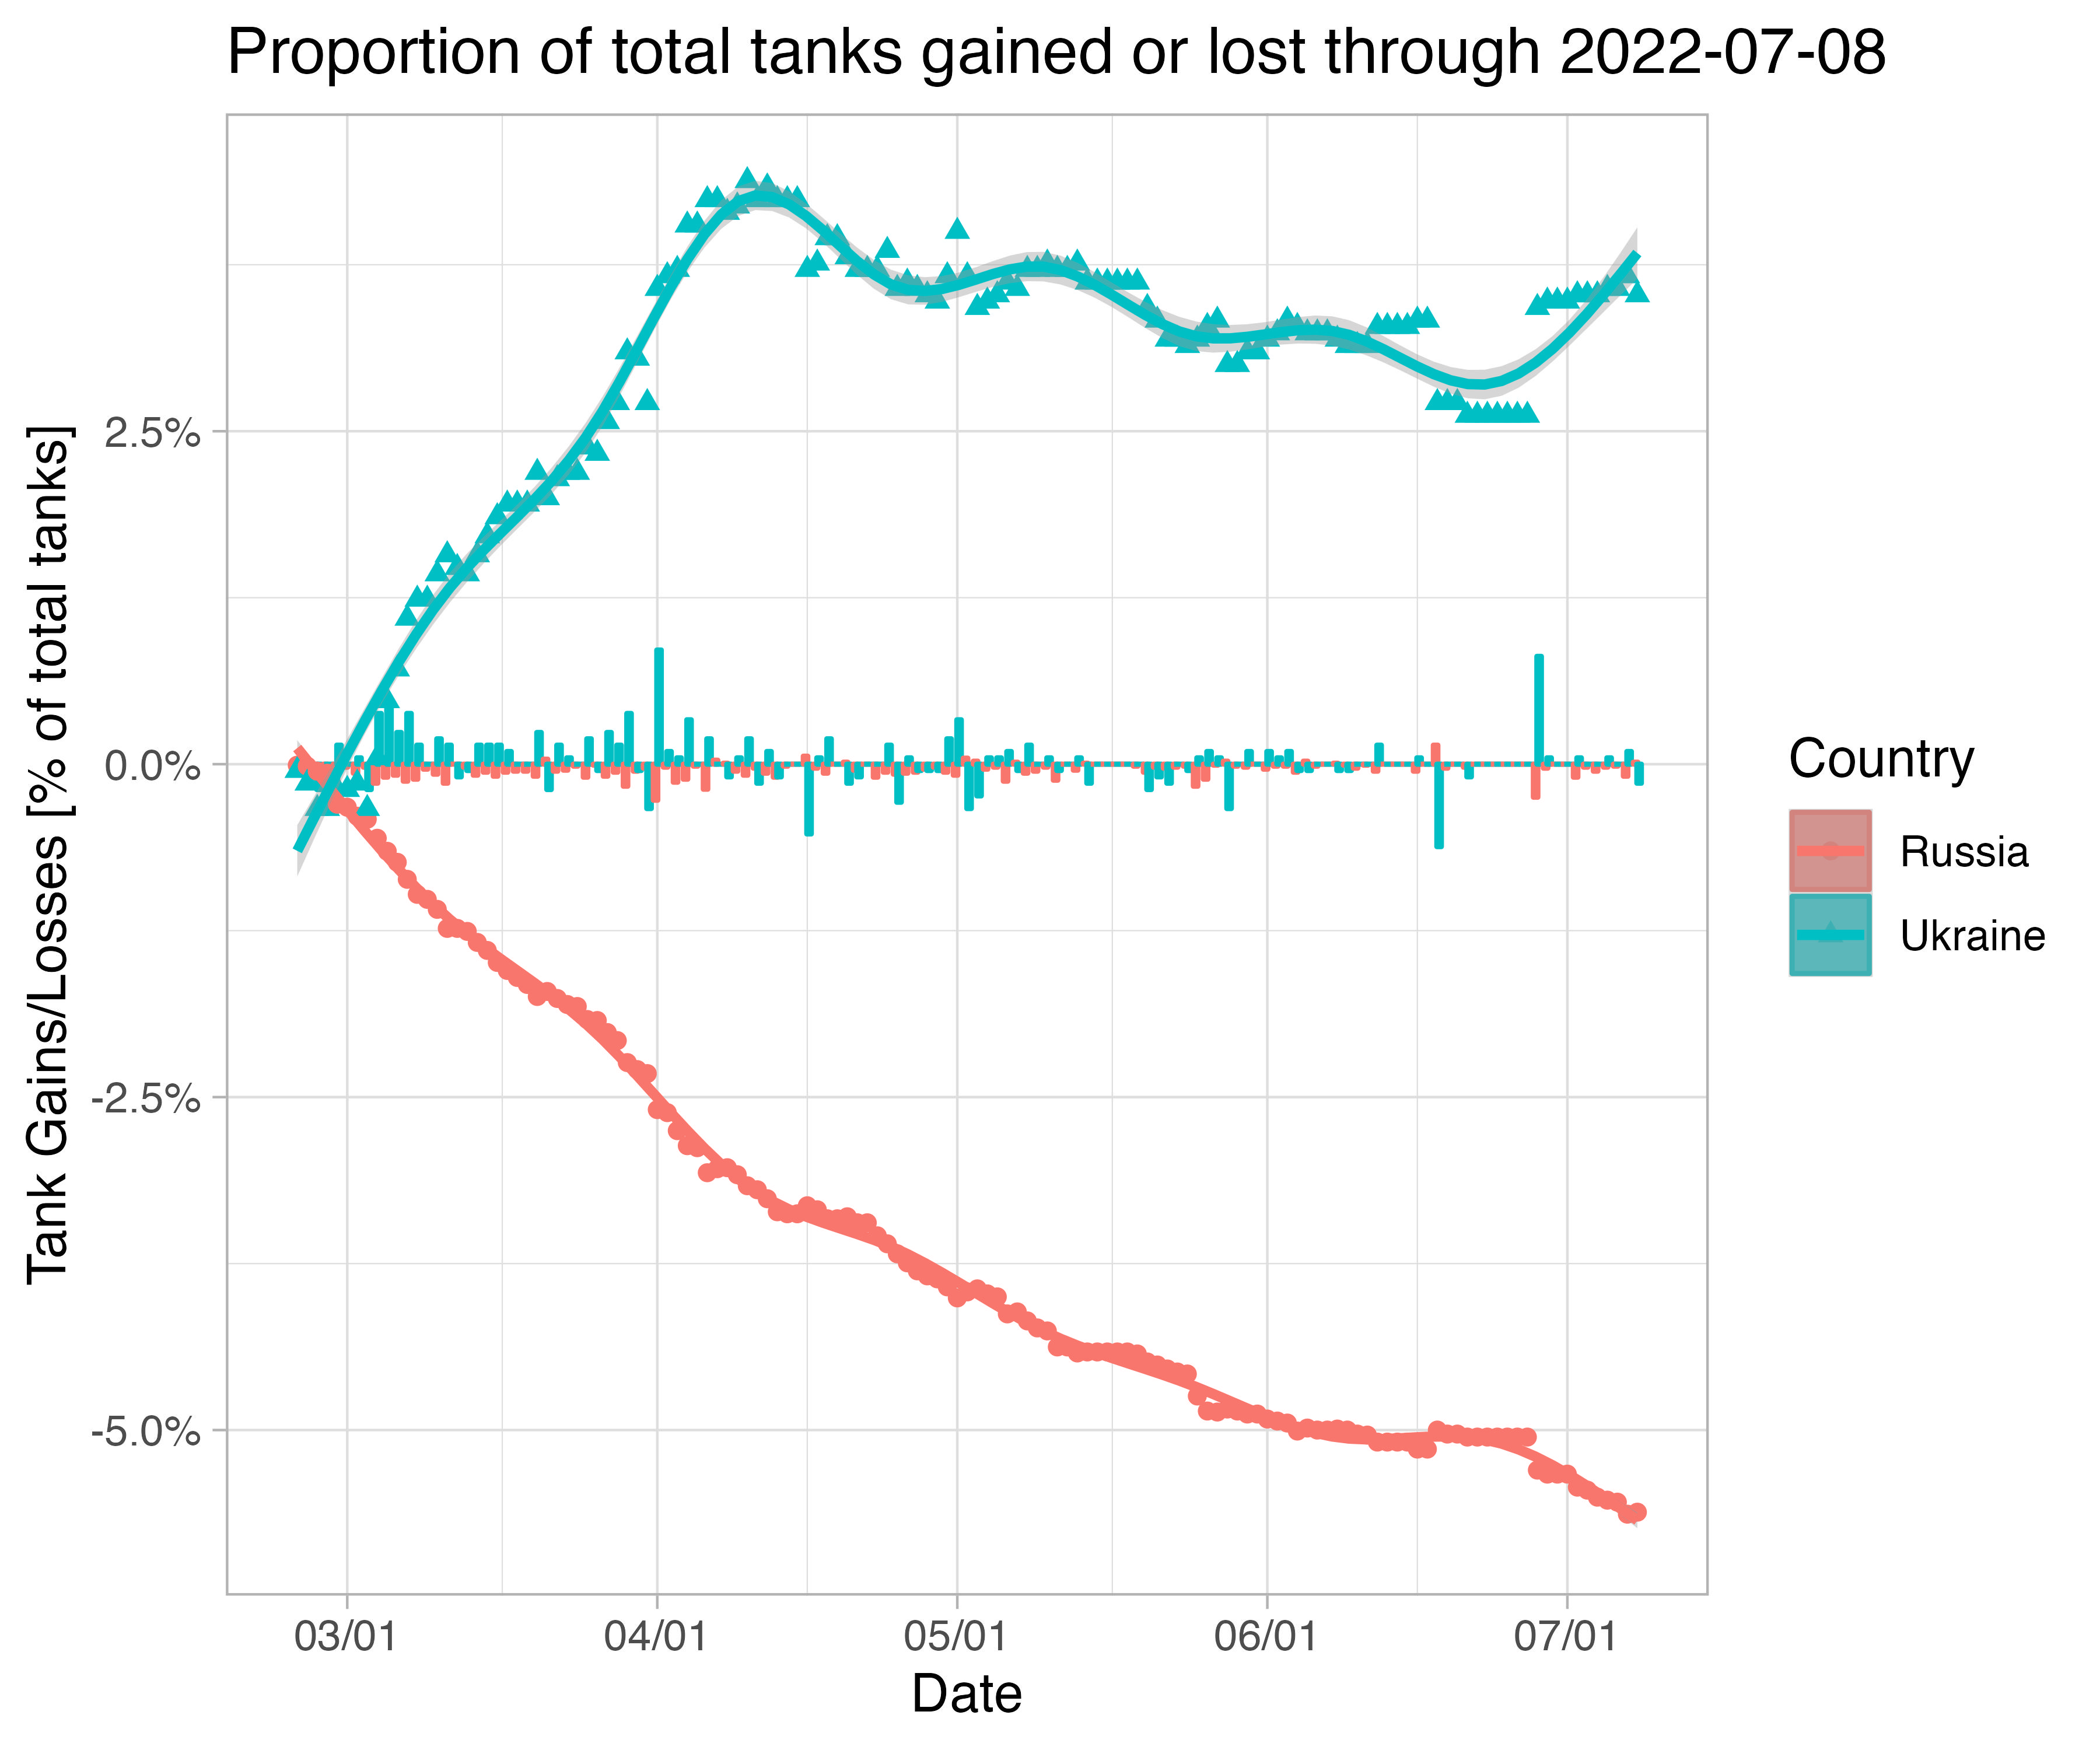 Proportion of total tanks gained or lost through 2022-07-08
Tank Gains/Losses [% of total tanks]
2.5%
0.0%
-2.5%
-5.0%
03/01
04/01
05/01
06/01
07/01
Date
Country
Russia
Ukraine